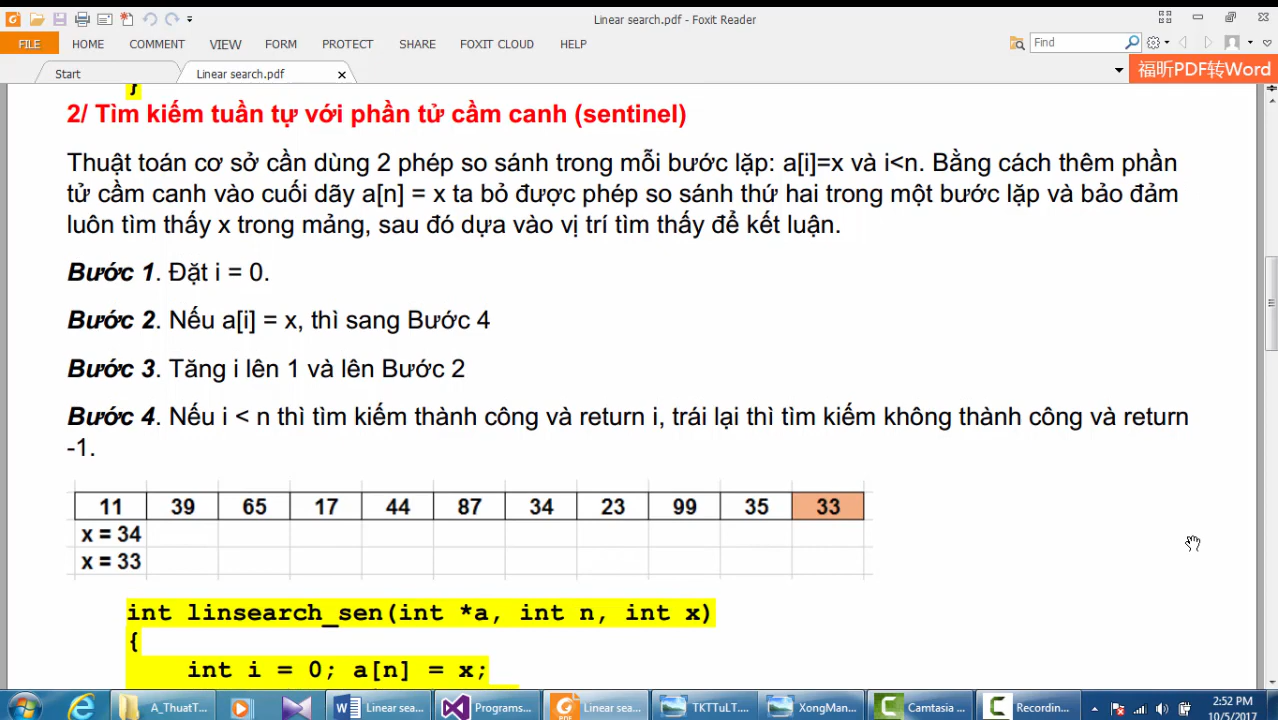 Linear search.pdf - Foxit Reader
FILE HOME COMMENT VIEW FORM PROTECT SHARE FOXIT CLOUD HELP Find
Start Linear search.pdf 福昕PDF转Word
}
2/ Tìm kiếm tuần tự với phần tử cầm canh (sentinel)
Thuật toán cơ sở cần dùng 2 phép so sánh trong mỗi bước lặp: a[i]=x và i<n. Bằng cách thêm phần
tử cầm canh vào cuối dãy a[n] = x ta bỏ được phép so sánh thứ hai trong một bước lặp và bảo đảm
luôn tìm thấy x trong mảng, sau đó dựa vào vị trí tìm thấy để kết luận.
Bước 1. Đặt i = 0.
Bước 2. Nếu a[i] = x, thì sang Bước 4
Bước 3. Tăng i lên 1 và lên Bước 2
Bước 4. Nếu i < n thì tìm kiếm thành công và return i, trái lại thì tìm kiếm không thành công và return
-1.
11 39 65 17 44 87 34 23 99 35 33
x = 34
x = 33
int linsearch_sen(int *a, int n, int x)
{
int i = 0; a[n] = x;
A_ThuatT... Linear sea... Programs... Linear sea... TKTTuLT... XongMan... Camtasia ... Recordin... 2:52 PM
10/5/2017